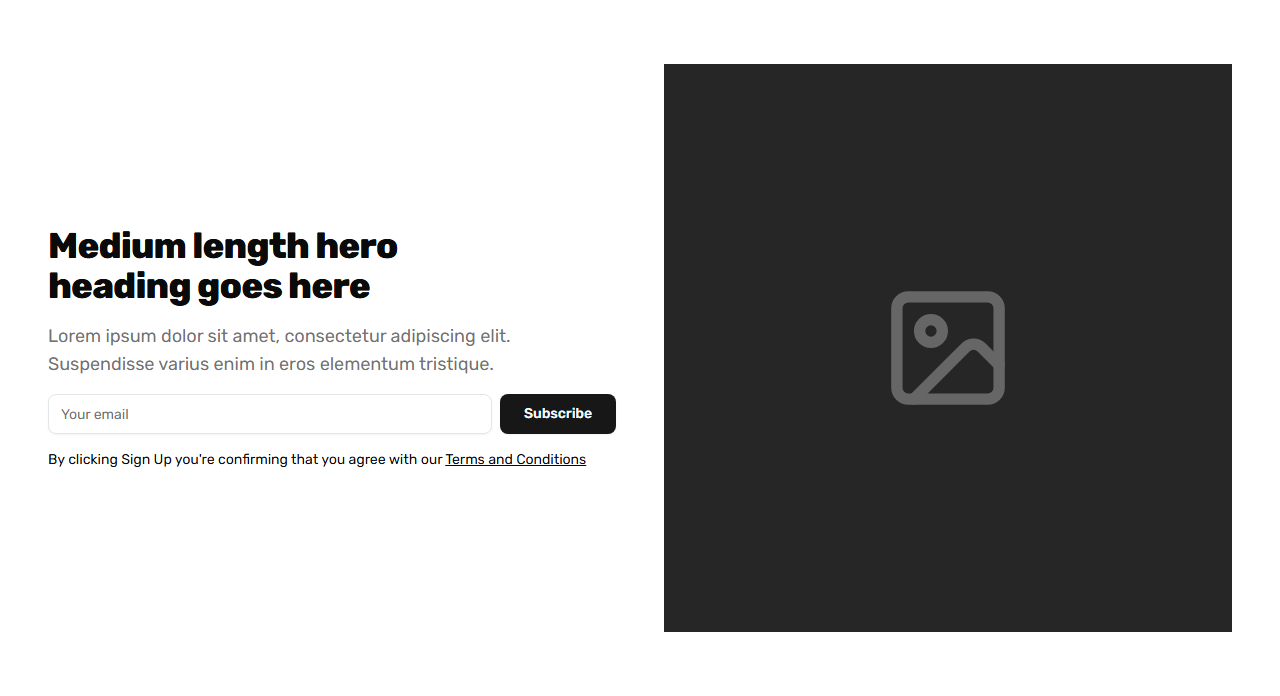 Medium length hero
heading goes here
Lorem ipsum dolor sit amet, consectetur adipiscing elit.
Suspendisse varius enim in eros elementum tristique.
Your email
Subscribe
By clicking Sign Up you're confirming that you agree with our Terms and Conditions